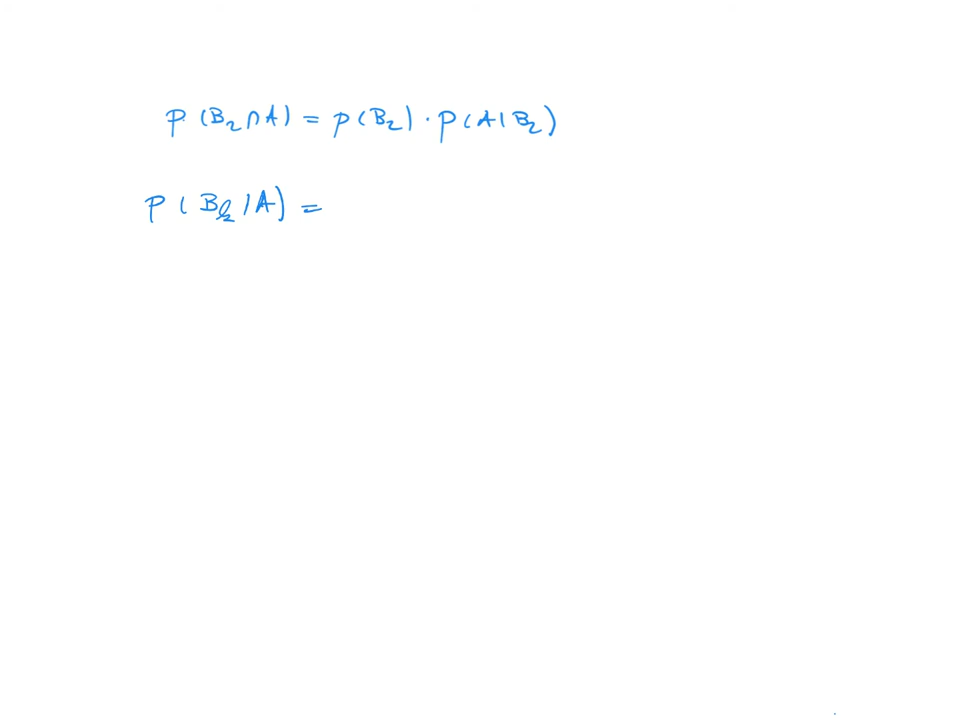 P (B₂ ∩ A) = P (B₂) · P (A | B₂)
P ( B₂ | A) =